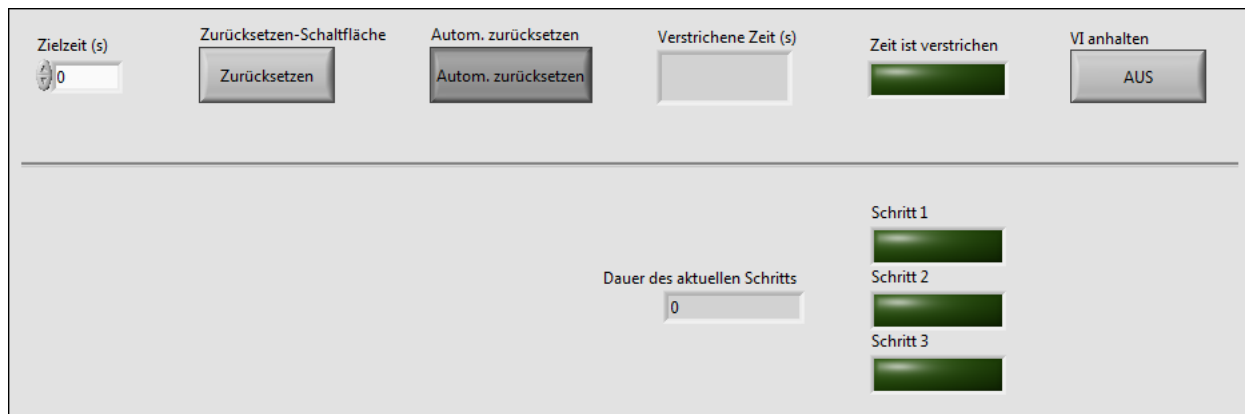 Zielzeit (s)
0
Zurücksetzen-Schaltfläche
Zurücksetzen
Autom. zurücksetzen
Autom. zurücksetzen
Verstrichene Zeit (s)
Zeit ist verstrichen
VI anhalten
AUS
Dauer des aktuellen Schritts
0
Schritt 1
Schritt 2
Schritt 3